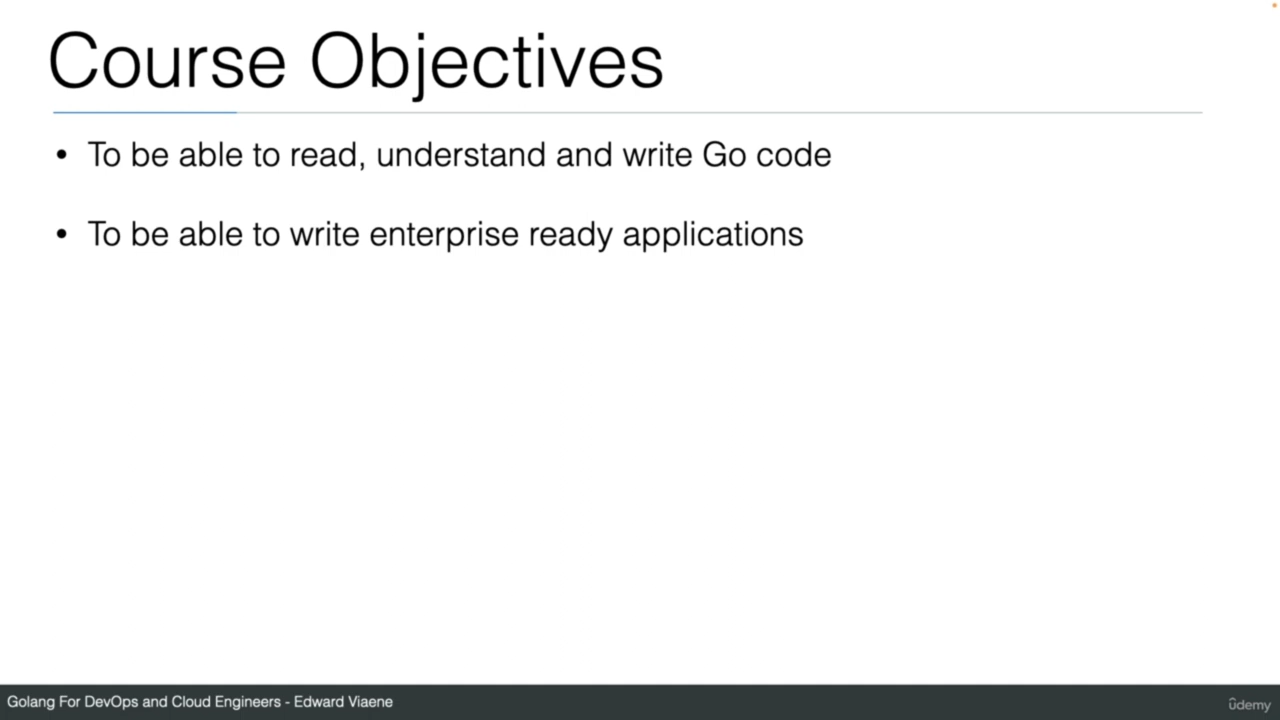 Course Objectives
• To be able to read, understand and write Go code
• To be able to write enterprise ready applications
Golang For DevOps and Cloud Engineers - Edward Viaene
ûdemy